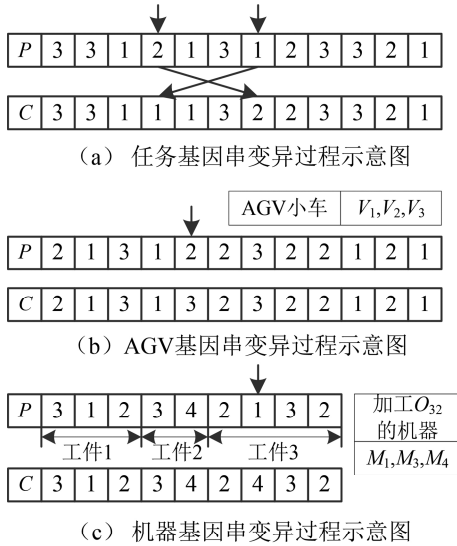 P 3 3 1 2 1 3 1 2 3 3 2 1
C 3 3 1 1 1 3 2 2 3 3 2 1
（a） 任务基因串变异过程示意图
AGV小车 V1,V2,V3
P 2 1 3 1 2 2 3 2 2 1 2 1
C 2 1 3 1 3 2 3 2 2 1 2 1
（b）AGV基因串变异过程示意图
P 3 1 2 3 4 2 1 3 2
工件1 工件2 工件3
加工O32
的机器
M1,M3,M4
C 3 1 2 3 4 2 4 3 2
（c） 机器基因串变异过程示意图